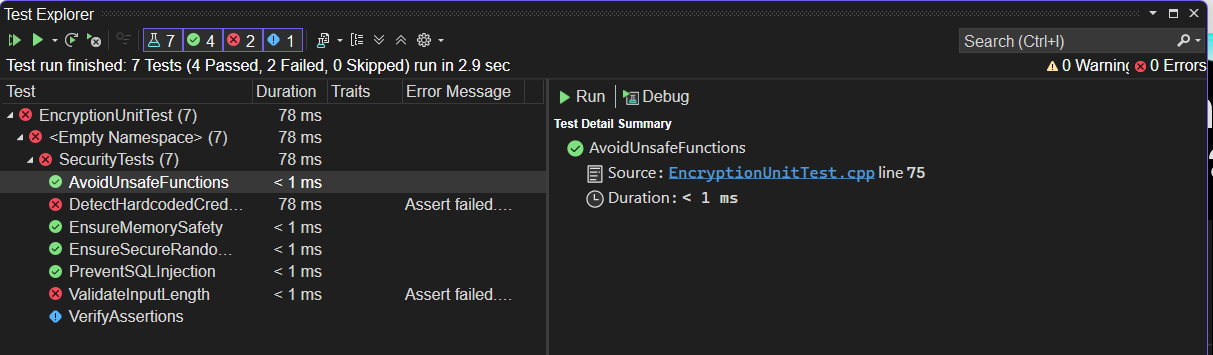 Test Explorer
7 4 2 1 Search (Ctrl+I)
Test run finished: 7 Tests (4 Passed, 2 Failed, 0 Skipped) run in 2.9 sec
0 Warning 0 Errors
Test Duration Traits Error Message
EncryptionUnitTest (7) 78 ms
<Empty Namespace> (7) 78 ms
SecurityTests (7) 78 ms
AvoidUnsafeFunctions < 1 ms
DetectHardcodedCred... 78 ms Assert failed....
EnsureMemorySafety < 1 ms
EnsureSecureRando... < 1 ms
PreventSQLInjection < 1 ms
ValidateInputLength < 1 ms Assert failed....
VerifyAssertions
Run Debug
Test Detail Summary
AvoidUnsafeFunctions
Source: EncryptionUnitTest.cpp line 75
Duration: < 1 ms